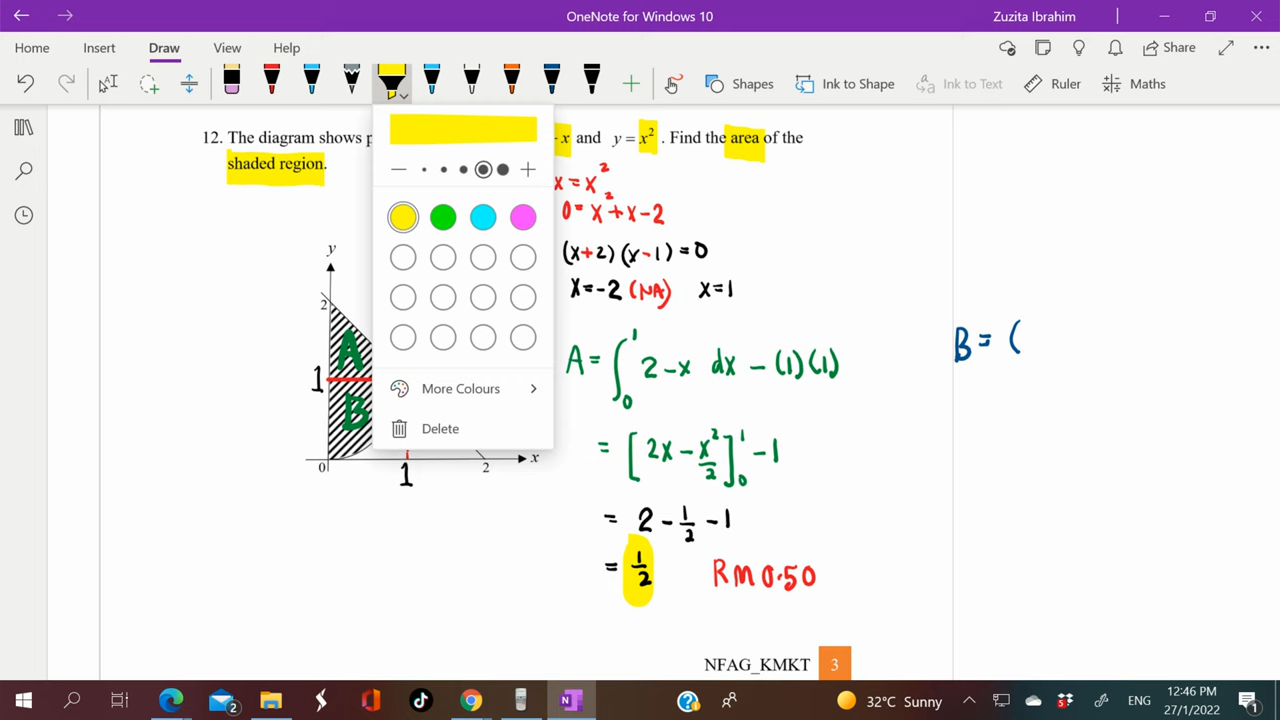 OneNote for Windows 10
Zuzita Ibrahim
Home Insert Draw View Help
Share
Shapes Ink to Shape Ink to Text Ruler Maths
12. The diagram shows p x and y = x² . Find the area of the
shaded region.
x = x²
0 = x² + x - 2
(x+2) (x-1) = 0
x = -2 (NA) x = 1
More Colours
Delete
y
2
A
1
B
0 1 2 x
A = ∫₀¹ 2 - x dx - (1)(1)
= [2x - x²/2]₀¹ - 1
= 2 - 1/2 - 1
= 1/2 RM 0.50
B = (
NFAG_KMKT 3
2
32°C Sunny
5
ENG
12:46 PM
27/1/2022
1